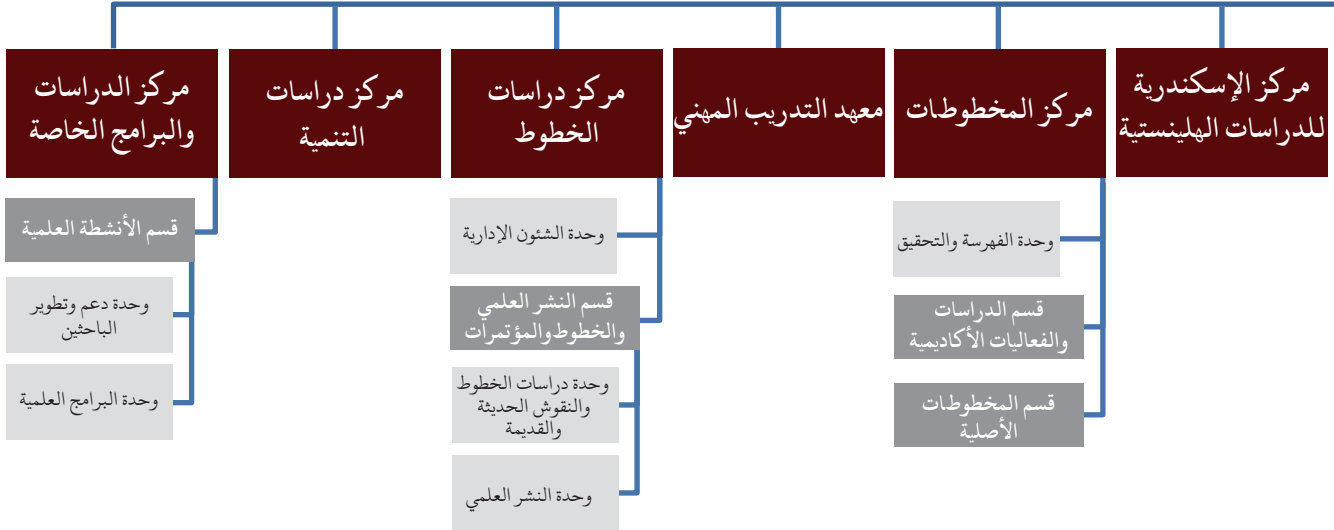 مركز الإسكندرية
للدراسات الهلينستية
مركز المخطوطات
وحدة الفهرسة والتحقيق
قسم الدراسات
والفعاليات الأكاديمية
قسم المخطوطات
الأصلية
معهد التدريب المهني
مركز دراسات
الخطوط
وحدة الشئون الإدارية
قسم النشر العلمي
والخطوط والمؤتمرات
وحدة دراسات الخطوط
والنقوش الحديثة
والقديمة
وحدة النشر العلمي
مركز دراسات
التنمية
مركز الدراسات
والبرامج الخاصة
قسم الأنشطة العلمية
وحدة دعم وتطوير
الباحثين
وحدة البرامج العلمية